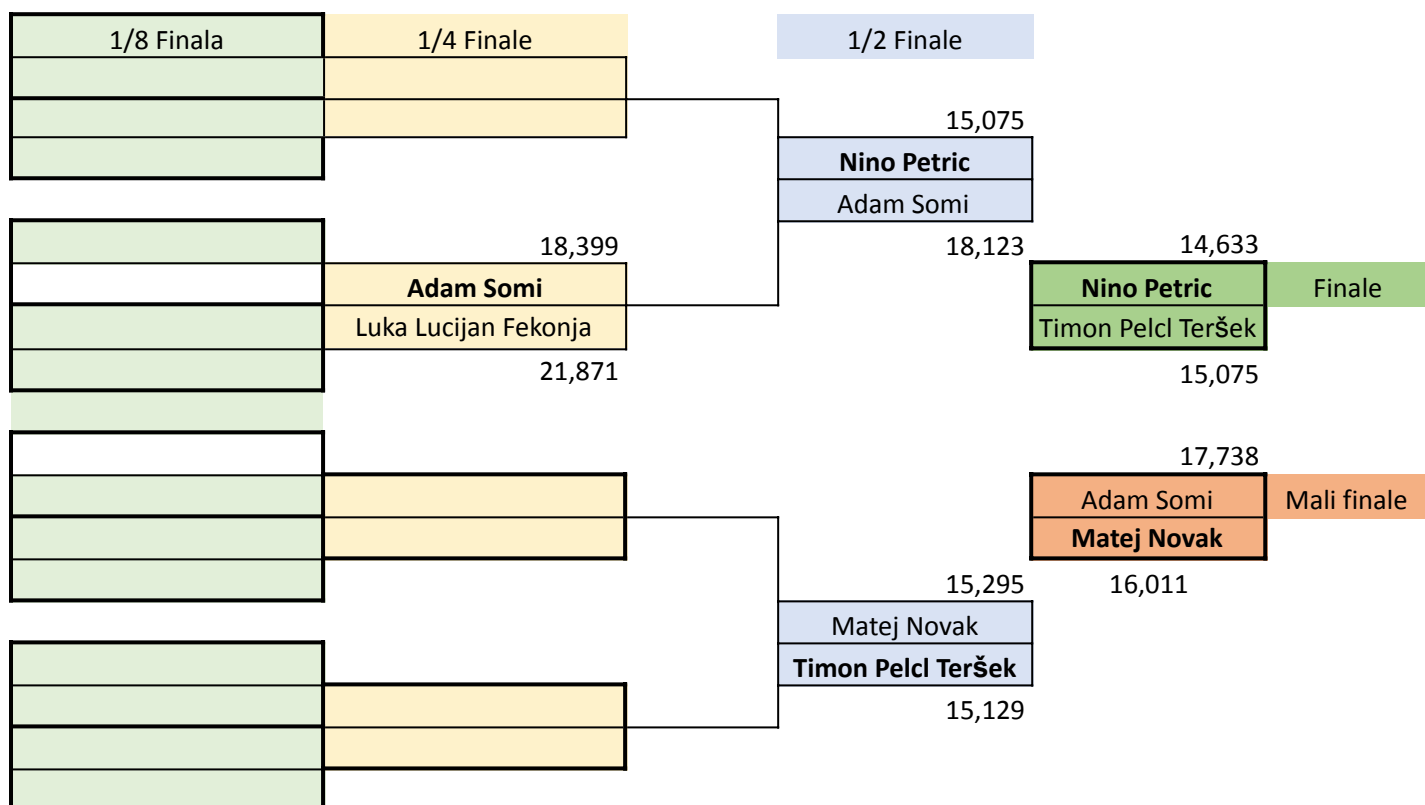 1/8 Finala
1/4 Finale
1/2 Finale
15,075
Nino Petric
Adam Somi
18,123
18,399
Adam Somi
Luka Lucijan Fekonja
21,871
14,633
Nino Petric
Finale
Timon Pelcl Teršek
15,075
17,738
Adam Somi
Mali finale
Matej Novak
16,011
15,295
Matej Novak
Timon Pelcl Teršek
15,129